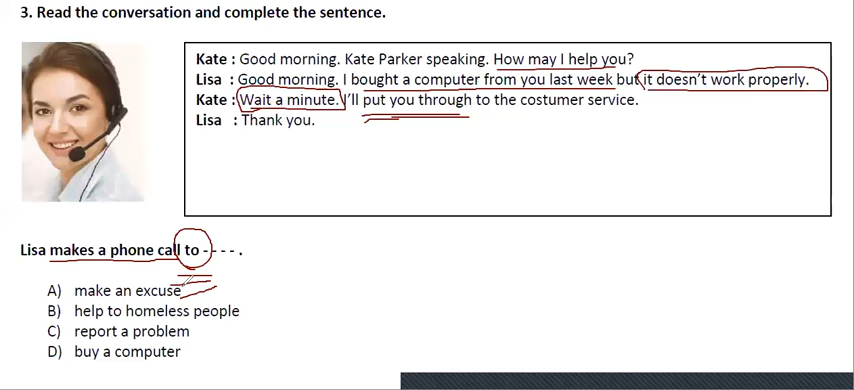 3. Read the conversation and complete the sentence.
Kate : Good morning. Kate Parker speaking. How may I help you?
Lisa : Good morning. I bought a computer from you last week but it doesn't work properly.
Kate : Wait a minute. I'll put you through to the costumer service.
Lisa : Thank you.
Lisa makes a phone call to - - - - .
A) make an excuse
B) help to homeless people
C) report a problem
D) buy a computer